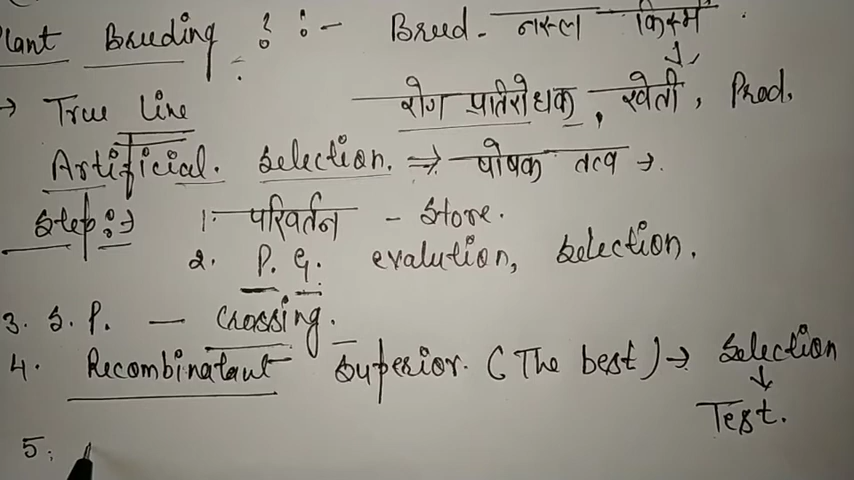 Plant Breeding :- Breed - नस्ल किस्म
→ True Line रोग प्रतिरोधक, खेती, Prod.
Artificial. Selection. ⇒ पोषक तत्व →
Step :→ 1. परिवर्तन - Store.
2. P. G. evalution, Selection.
3. S. P. - Crossing.
4. Recombinatant Superior. (The best) → Selection
↓
Test.
5.